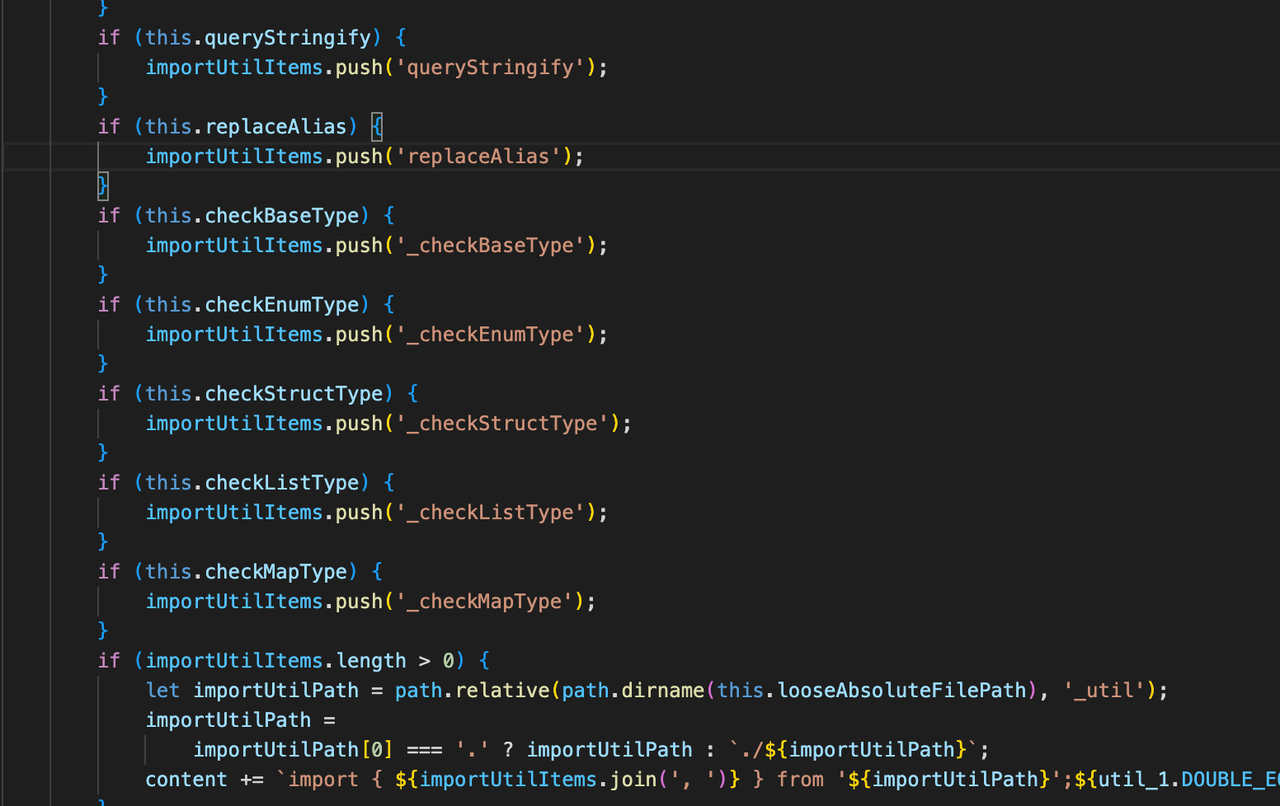 }
if (this.queryStringify) {
importUtilItems.push('queryStringify');
}
if (this.replaceAlias) {
importUtilItems.push('replaceAlias');
}
if (this.checkBaseType) {
importUtilItems.push('_checkBaseType');
}
if (this.checkEnumType) {
importUtilItems.push('_checkEnumType');
}
if (this.checkStructType) {
importUtilItems.push('_checkStructType');
}
if (this.checkListType) {
importUtilItems.push('_checkListType');
}
if (this.checkMapType) {
importUtilItems.push('_checkMapType');
}
if (importUtilItems.length > 0) {
let importUtilPath = path.relative(path.dirname(this.looseAbsoluteFilePath), '_util');
importUtilPath =
importUtilPath[0] === '.' ? importUtilPath : `./${importUtilPath}`;
content += `import { ${importUtilItems.join(', ')} } from '${importUtilPath}';${util_1.DOUBLE_E